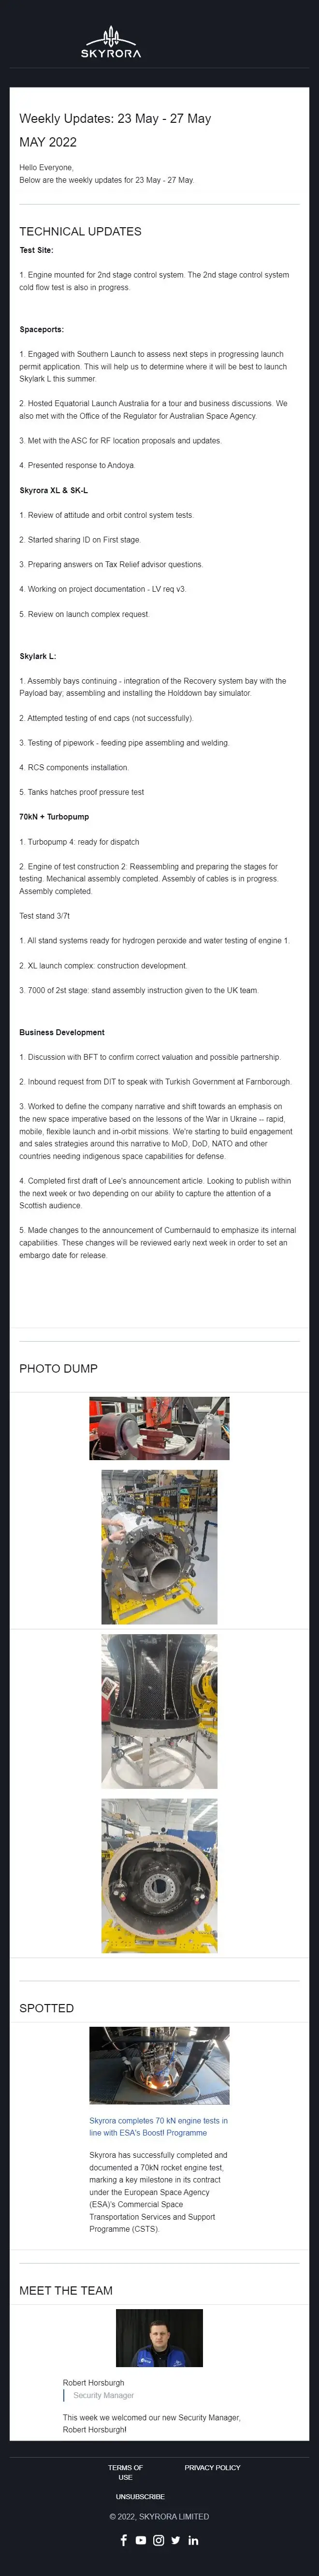 SKYRORA
Weekly Updates: 23 May - 27 May
MAY 2022
Hello Everyone,
Below are the weekly updates for 23 May - 27 May.
TECHNICAL UPDATES
Test Site:
1. Engine mounted for 2nd stage control system. The 2nd stage control system
cold flow test is also in progress.
Spaceports:
1. Engaged with Southern Launch to assess next steps in progressing launch
permit application. This will help us to determine where it will be best to launch
Skylark L this summer.
2. Hosted Equatorial Launch Australia for a tour and business discussions. We
also met with the Office of the Regulator for Australian Space Agency.
3. Met with the ASC for RF location proposals and updates.
4. Presented response to Andoya.
Skyrora XL & SK-L
1. Review of attitude and orbit control system tests.
2. Started sharing ID on First stage.
3. Preparing answers on Tax Relief advisor questions.
4. Working on project documentation - LV req v3.
5. Review on launch complex request.
Skylark L:
1. Assembly bays continuing - integration of the Recovery system bay with the
Payload bay; assembling and installing the Holddown bay simulator.
2. Attempted testing of end caps (not successfully).
3. Testing of pipework - feeding pipe assembling and welding.
4. RCS components installation.
5. Tanks hatches proof pressure test
70kN + Turbopump
1. Turbopump 4: ready for dispatch
2. Engine of test construction 2: Reassembling and preparing the stages for
testing. Mechanical assembly completed. Assembly of cables is in progress.
Assembly completed.
Test stand 3/7t
1. All stand systems ready for hydrogen peroxide and water testing of engine 1.
2. XL launch complex: construction development.
3. 7000 of 2st stage: stand assembly instruction given to the UK team.
Business Development
1. Discussion with BFT to confirm correct valuation and possible partnership.
2. Inbound request from DIT to speak with Turkish Government at Farnborough.
3. Worked to define the company narrative and shift towards an emphasis on
the new space imperative based on the lessons of the War in Ukraine -- rapid,
mobile, flexible launch and in-orbit missions. We're starting to build engagement
and sales strategies around this narrative to MoD, DoD, NATO and other
countries needing indigenous space capabilities for defense.
4. Completed first draft of Lee's announcement article. Looking to publish within
the next week or two depending on our ability to capture the attention of a
Scottish audience.
5. Made changes to the announcement of Cumbernauld to emphasize its internal
capabilities. These changes will be reviewed early next week in order to set an
embargo date for release.
PHOTO DUMP
SPOTTED
Skyrora completes 70 kN engine tests in
line with ESA's Boost! Programme
Skyrora has successfully completed and
documented a 70kN rocket engine test,
marking a key milestone in its contract
under the European Space Agency
(ESA)'s Commercial Space
Transportation Services and Support
Programme (CSTS).
MEET THE TEAM
Robert Horsburgh
Security Manager
This week we welcomed our new Security Manager,
Robert Horsburgh!
TERMS OF
USE
PRIVACY POLICY
UNSUBSCRIBE
© 2022, SKYRORA LIMITED